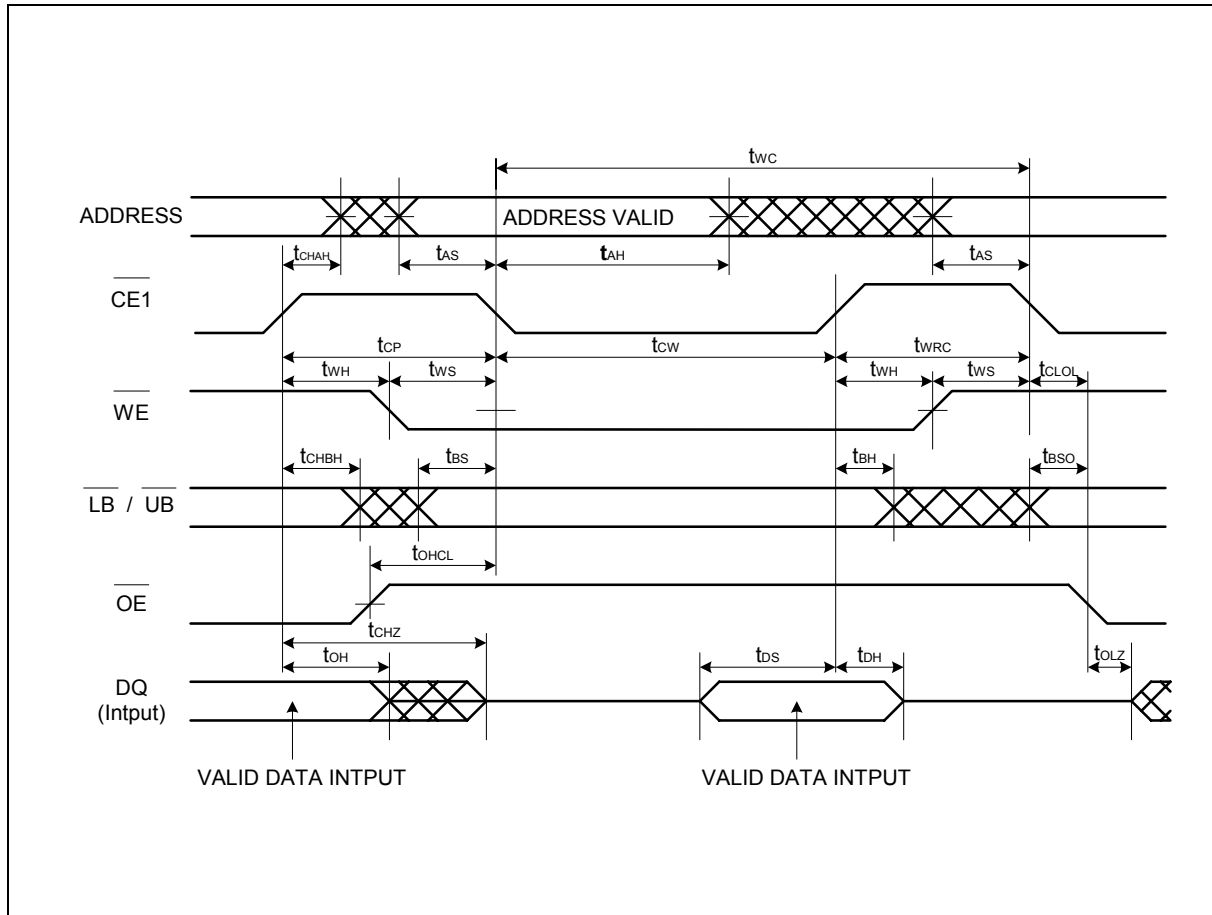 tWC
ADDRESS
ADDRESS VALID
tCHAH
tAS
tAH
tAS
CE1
tCP
tCW
tWRC
tWH
tWS
tWH
tWS
tCLOL
WE
tCHBH
tBS
tBH
tBSO
LB / UB
tOHCL
OE
tCHZ
tOH
tDS
tDH
tOLZ
DQ
(Intput)
VALID DATA INTPUT
VALID DATA INTPUT